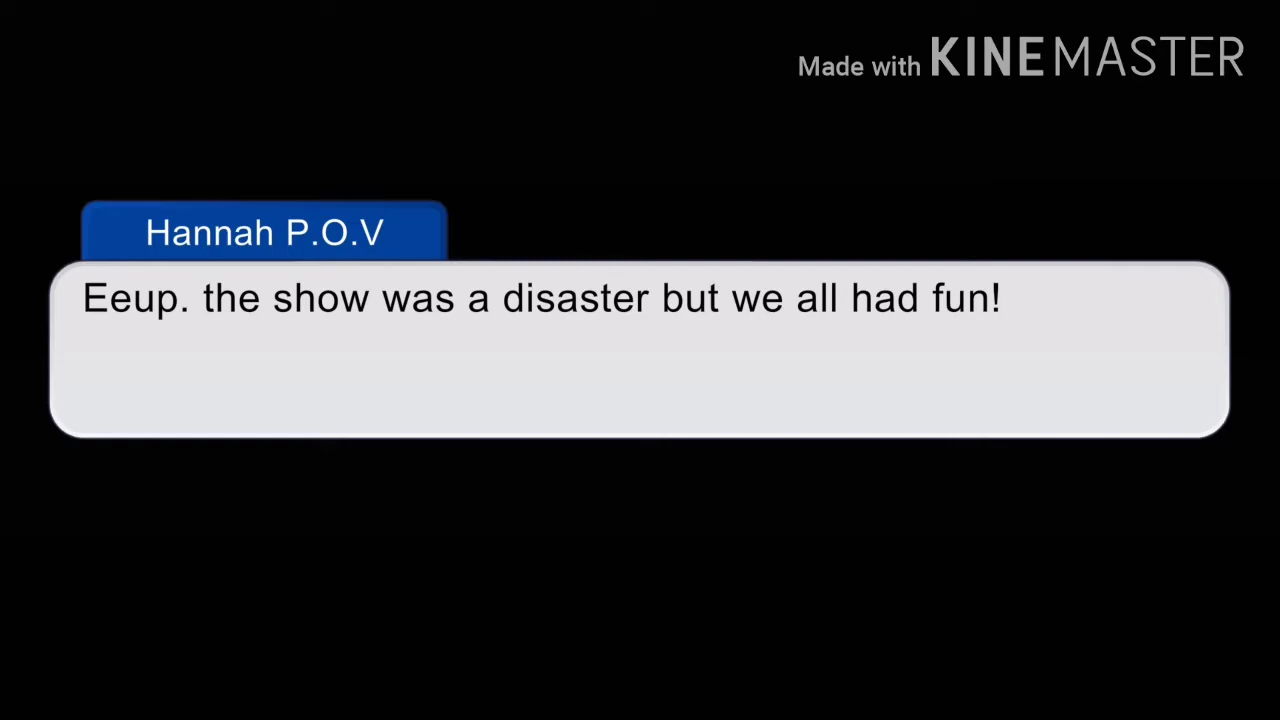 Made with KINEMASTER
Hannah P.O.V
Eeup. the show was a disaster but we all had fun!